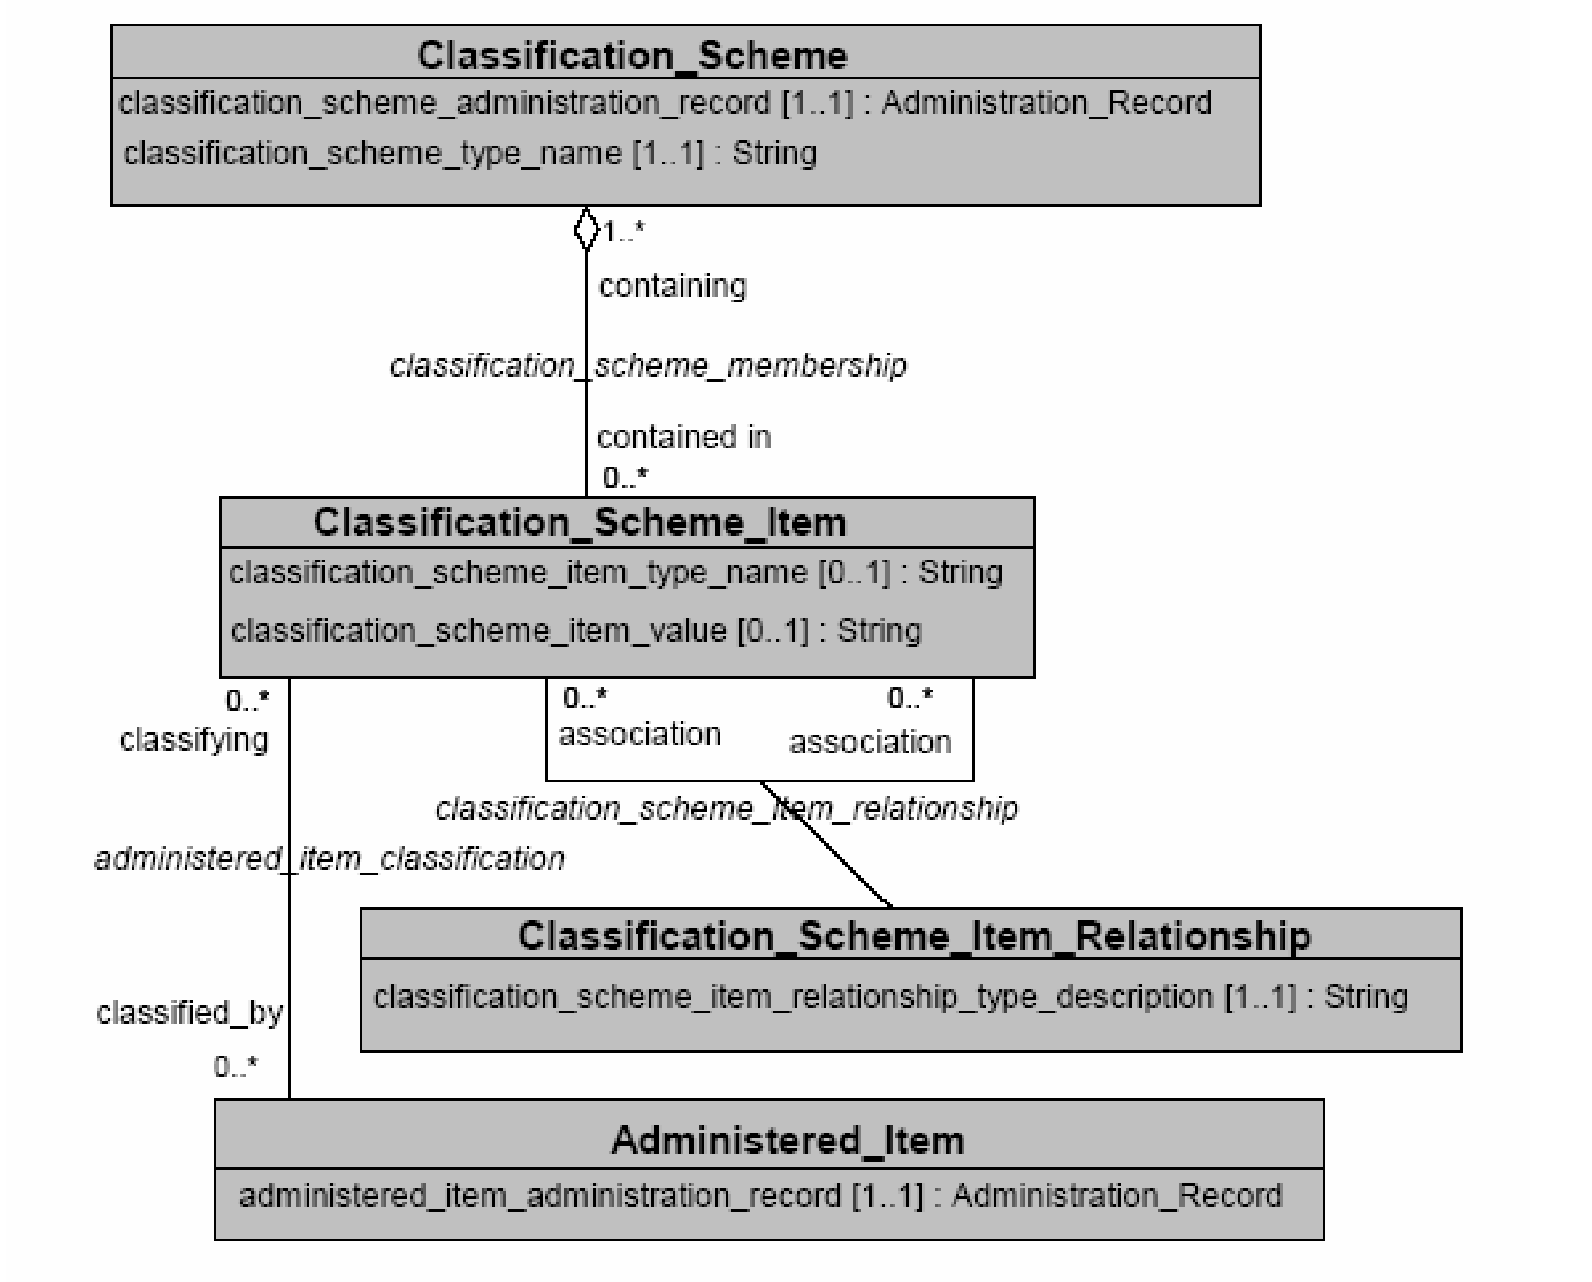 Classification_Scheme
classification_scheme_administration_record [1..1] : Administration_Record
classification_scheme_type_name [1..1] : String
1..*
containing
classification_scheme_membership
contained in
0..*
Classification_Scheme_Item
classification_scheme_item_type_name [0..1] : String
classification_scheme_item_value [0..1] : String
0..*
0..*
0..*
classifying
association
association
classification_scheme_item_relationship
administered_item_classification
Classification_Scheme_Item_Relationship
classification_scheme_item_relationship_type_description [1..1] : String
classified_by
0..*
Administered_Item
administered_item_administration_record [1..1] : Administration_Record